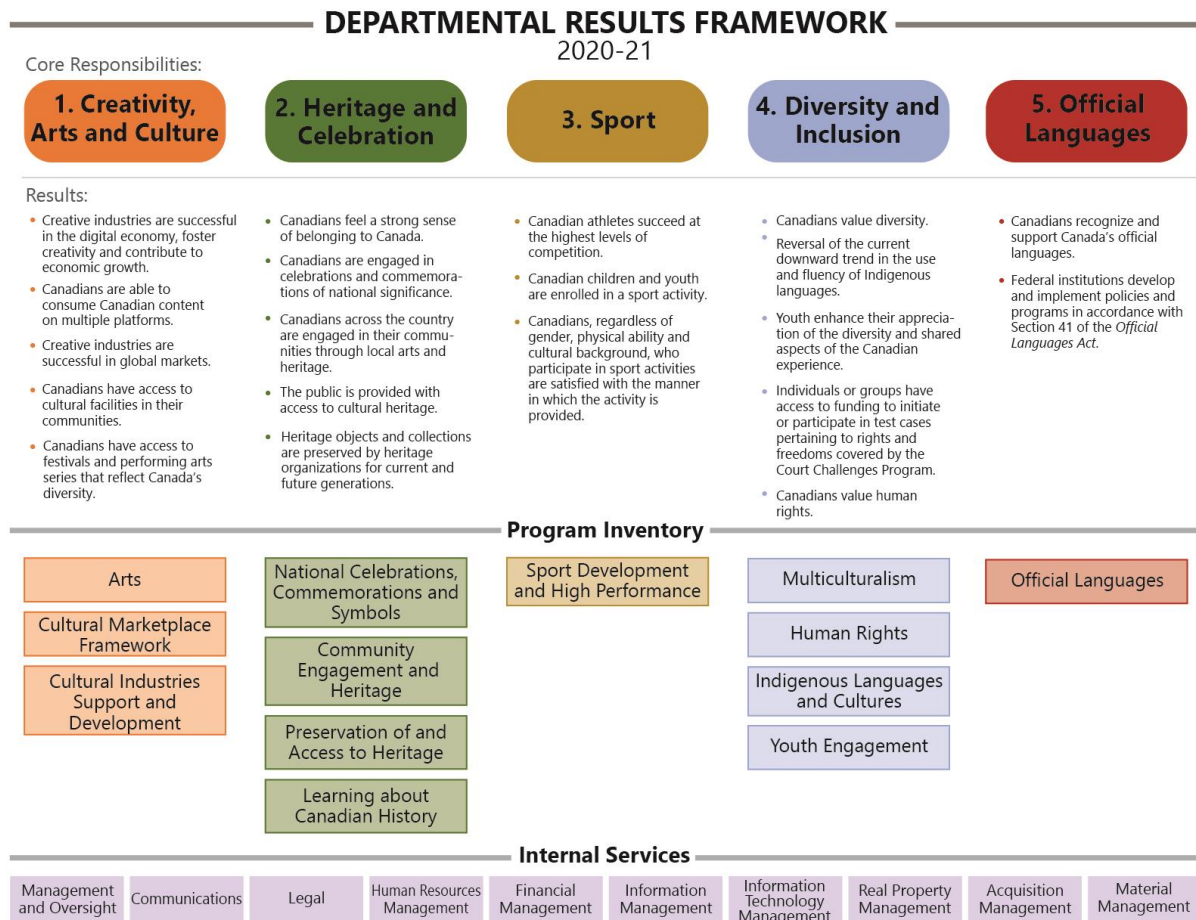 DEPARTMENTAL RESULTS FRAMEWORK
2020-21
Core Responsibilities:
1. Creativity,
Arts and Culture
2. Heritage and
Celebration
3. Sport
4. Diversity and
Inclusion
5. Official
Languages
Results:
• Creative industries are successful
in the digital economy, foster
creativity and contribute to
economic growth.
• Canadians are able to
consume Canadian content
on multiple platforms.
• Creative industries are
successful in global markets.
• Canadians have access to
cultural facilities in their
communities.
• Canadians have access to
festivals and performing arts
series that reflect Canada's
diversity.
• Canadians feel a strong sense
of belonging to Canada.
• Canadians are engaged in
celebrations and commemora-
tions of national significance.
• Canadians across the country
are engaged in their commu-
nities through local arts and
heritage.
• The public is provided with
access to cultural heritage.
• Heritage objects and collections
are preserved by heritage
organizations for current and
future generations.
• Canadian athletes succeed at
the highest levels of
competition.
• Canadian children and youth
are enrolled in a sport activity.
• Canadians, regardless of
gender, physical ability and
cultural background, who
participate in sport activities
are satisfied with the manner
in which the activity is
provided.
• Canadians value diversity.
• Reversal of the current
downward trend in the use
and fluency of Indigenous
languages.
• Youth enhance their apprecia-
tion of the diversity and shared
aspects of the Canadian
experience.
• Individuals or groups have
access to funding to initiate
or participate in test cases
pertaining to rights and
freedoms covered by the
Court Challenges Program.
• Canadians value human
rights.
• Canadians recognize and
support Canada's official
languages.
• Federal institutions develop
and implement policies and
programs in accordance with
Section 41 of the Official
Languages Act.
Program Inventory
Arts
Cultural Marketplace
Framework
Cultural Industries
Support and
Development
National Celebrations,
Commemorations and
Symbols
Community
Engagement and
Heritage
Preservation of and
Access to Heritage
Learning about
Canadian History
Sport Development
and High Performance
Multiculturalism
Human Rights
Indigenous Languages
and Cultures
Youth Engagement
Official Languages
Internal Services
Management
and Oversight
Communications
Legal
Human Resources
Management
Financial
Management
Information
Management
Information
Technology
Management
Real Property
Management
Acquisition
Management
Material
Management